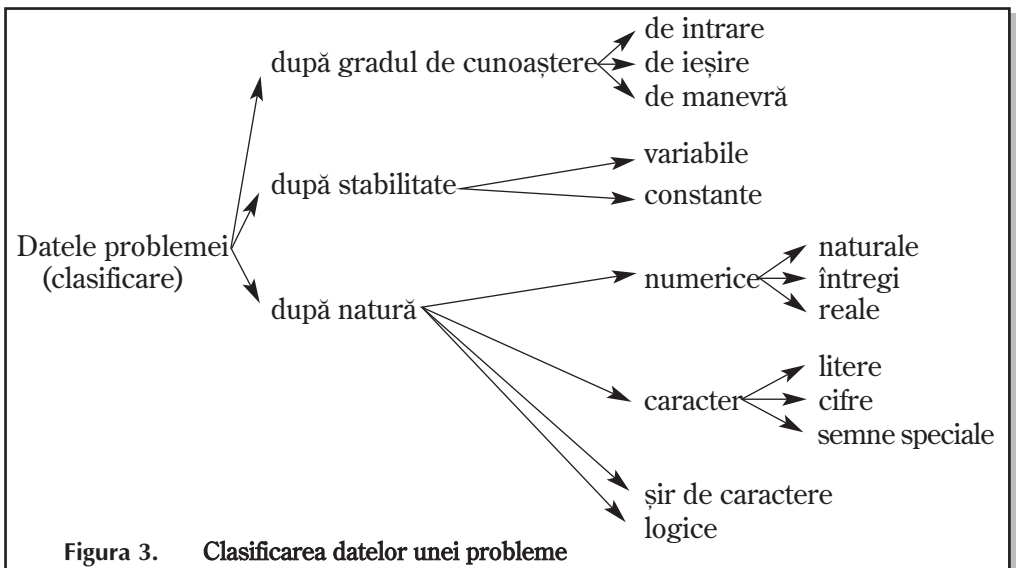 de intrare
după gradul de cunoaștere
de ieșire
de manevră
variabile
după stabilitate
constante
Datele problemei
(clasificare)
naturale
numerice
întregi
reale
după natură
litere
caracter
cifre
semne speciale
șir de caractere
logice
Figura 3. Clasificarea datelor unei probleme